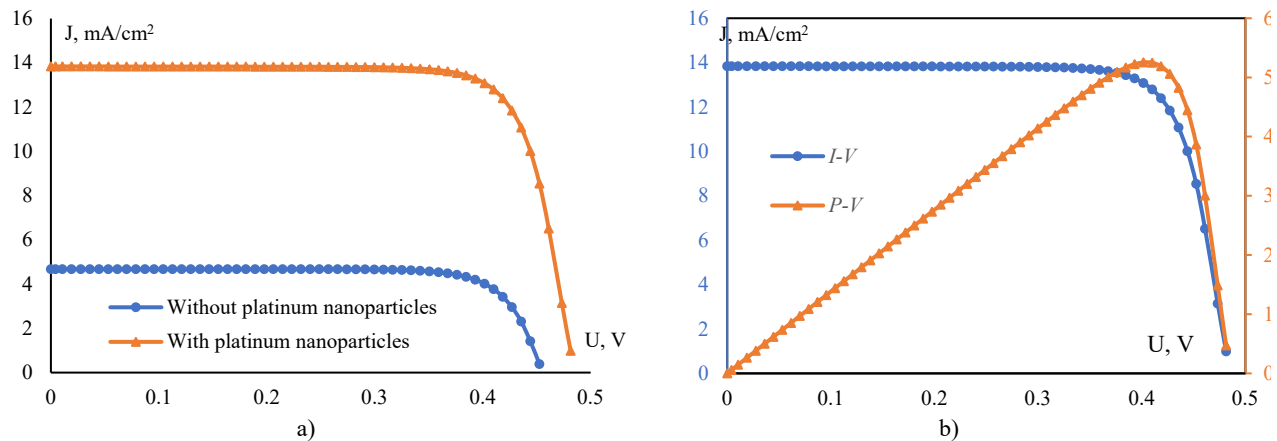 J, mA/cm²
16
14
12
10
8
6
4
2
0
Without platinum nanoparticles
With platinum nanoparticles
U, V
0 0.1 0.2 0.3 0.4 0.5
a)
J, mA/cm²
16
14
12
10
8
6
4
2
0
I-V
P-V
U, V
6
5
4
3
2
1
0
0 0.1 0.2 0.3 0.4 0.5
b)